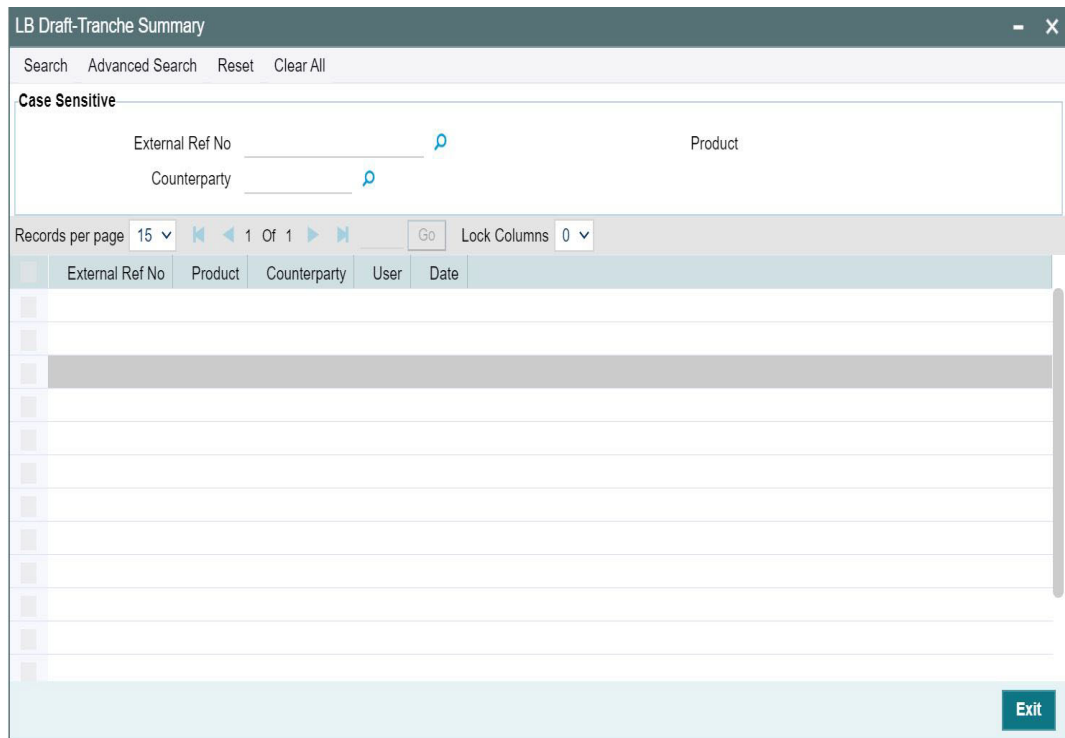 LB Draft-Tranche Summary
Search Advanced Search Reset Clear All
Case Sensitive
External Ref No Product
Counterparty
Records per page 15 1 Of 1 Go Lock Columns 0
External Ref No Product Counterparty User Date
Exit